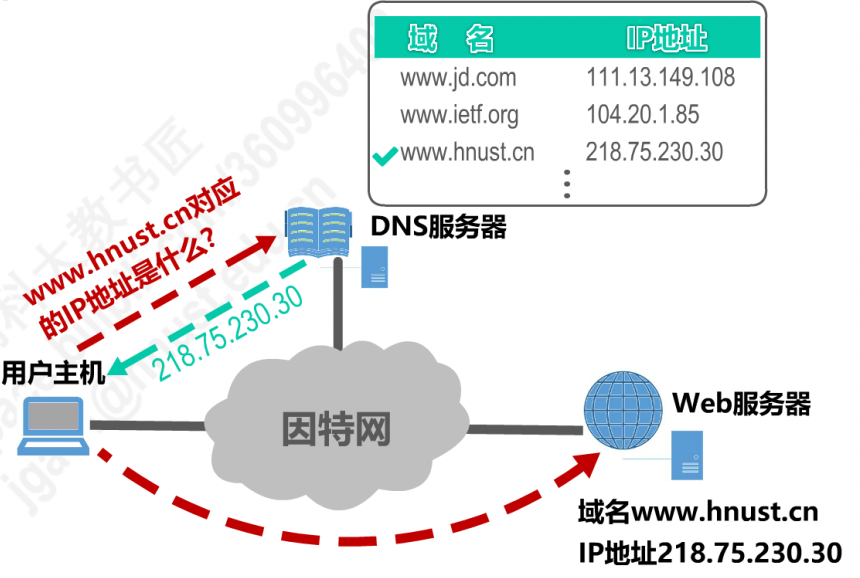 域 名 IP地址
www.jd.com 111.13.149.108
www.ietf.org 104.20.1.85
www.hnust.cn 218.75.230.30
DNS服务器
www.hnust.cn对应
的IP地址是什么?
218.75.230.30
用户主机
因特网
Web服务器
域名www.hnust.cn
IP地址218.75.230.30